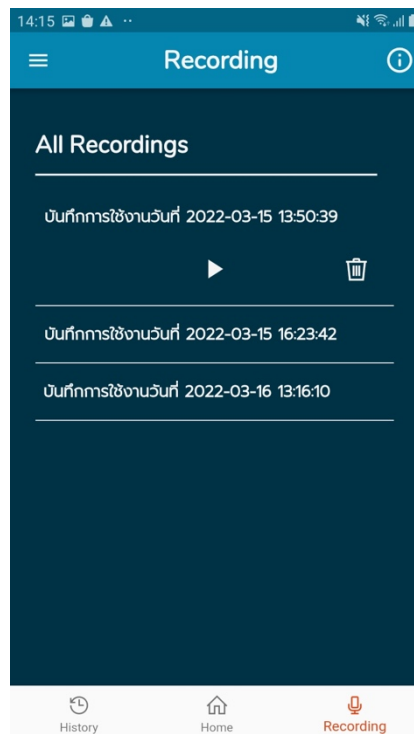 14:15
Recording
All Recordings
บันทึกการใช้งานวันที่ 2022-03-15 13:50:39
บันทึกการใช้งานวันที่ 2022-03-15 16:23:42
บันทึกการใช้งานวันที่ 2022-03-16 13:16:10
History Home Recording